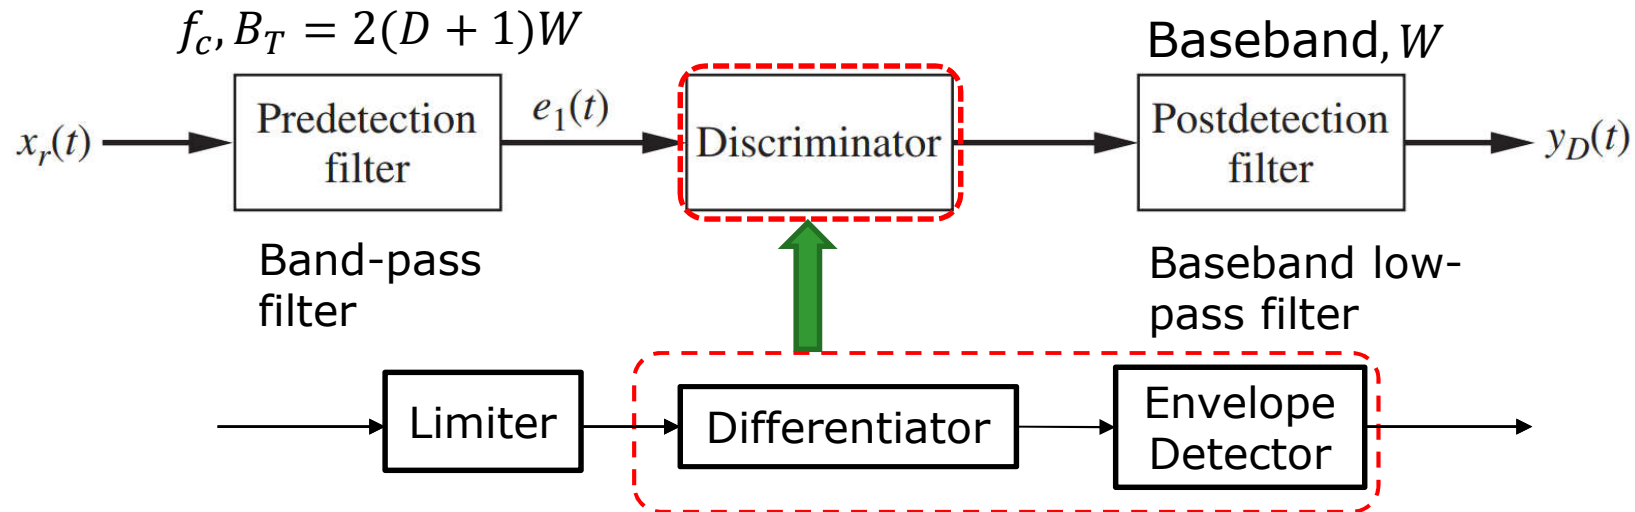 f_c, B_T = 2(D + 1)W
Baseband, W
x_r(t)
Predetection
filter
e_1(t)
Discriminator
Postdetection
filter
y_D(t)
Band-pass
filter
Baseband low-
pass filter
Limiter
Differentiator
Envelope
Detector